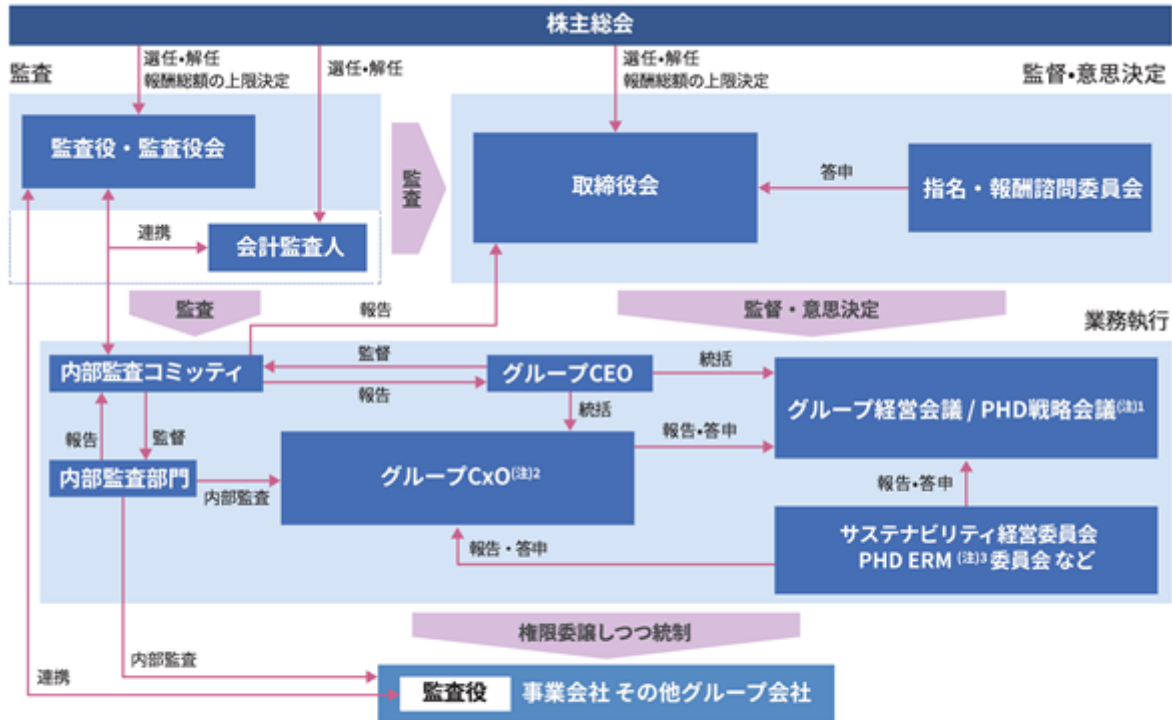 株主総会
監査
選任・解任
報酬総額の上限決定
選任・解任
選任・解任
報酬総額の上限決定
監督・意思決定
監査役・監査役会
監査
取締役会
答申
指名・報酬諮問委員会
連携
会計監査人
監査
報告
監督・意思決定
業務執行
内部監査コミッティ
監督
報告
グループCEO
統括
グループ経営会議 / PHD戦略会議(注)1
報告
監督
統括
報告・答申
内部監査部門
内部監査
グループCxO(注)2
報告・答申
報告・答申
サステナビリティ経営委員会
PHD ERM (注)3 委員会 など
権限委譲しつつ統制
内部監査
連携
監査役
事業会社 その他グループ会社